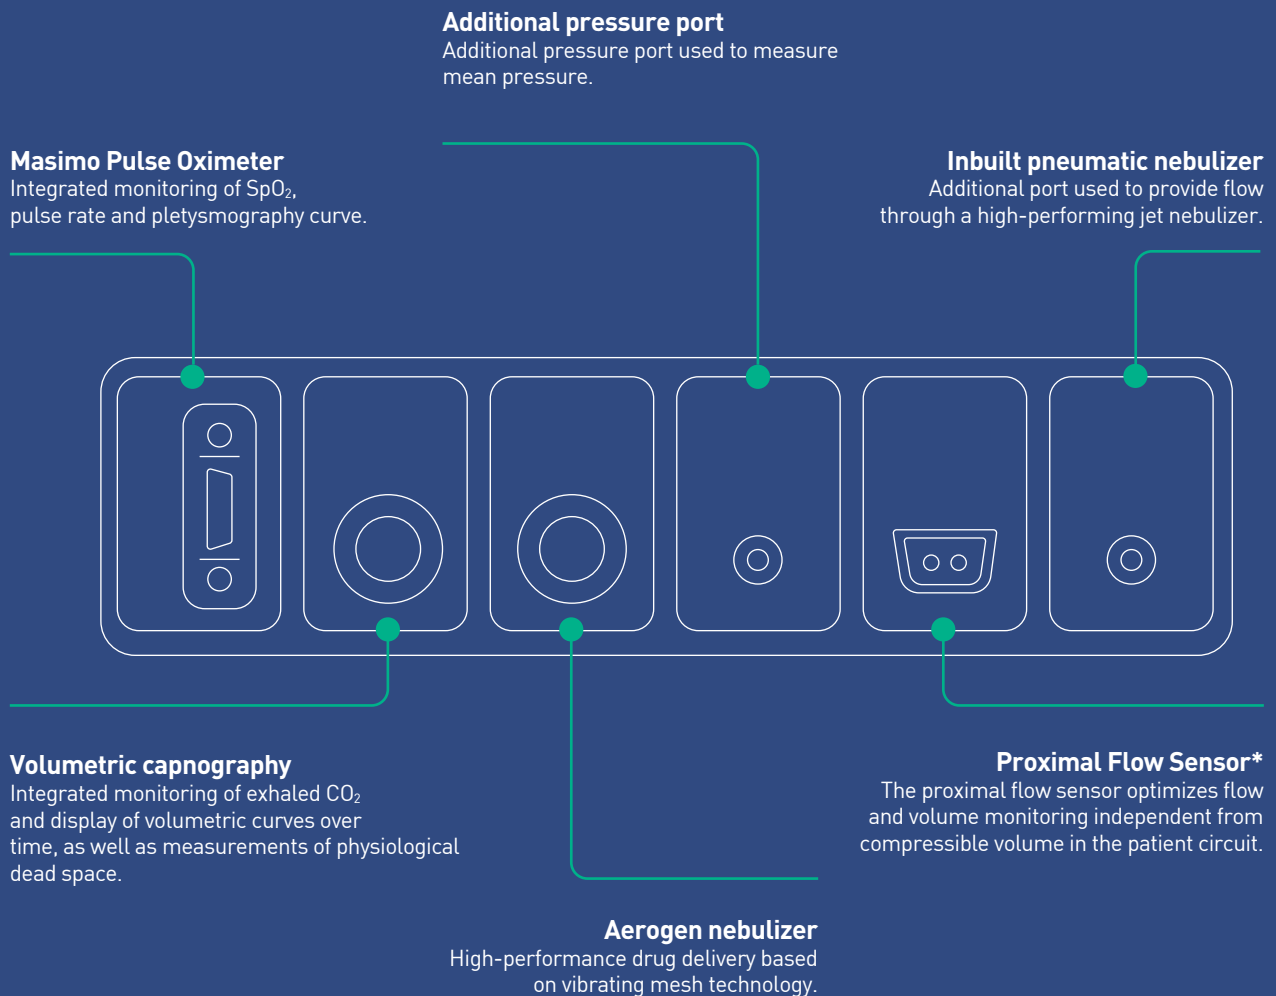 Additional pressure port
Additional pressure port used to measure
mean pressure.
Masimo Pulse Oximeter
Integrated monitoring of SpO₂,
pulse rate and pletysmography curve.
Inbuilt pneumatic nebulizer
Additional port used to provide flow
through a high-performing jet nebulizer.
Volumetric capnography
Integrated monitoring of exhaled CO₂
and display of volumetric curves over
time, as well as measurements of physiological
dead space.
Proximal Flow Sensor*
The proximal flow sensor optimizes flow
and volume monitoring independent from
compressible volume in the patient circuit.
Aerogen nebulizer
High-performance drug delivery based
on vibrating mesh technology.